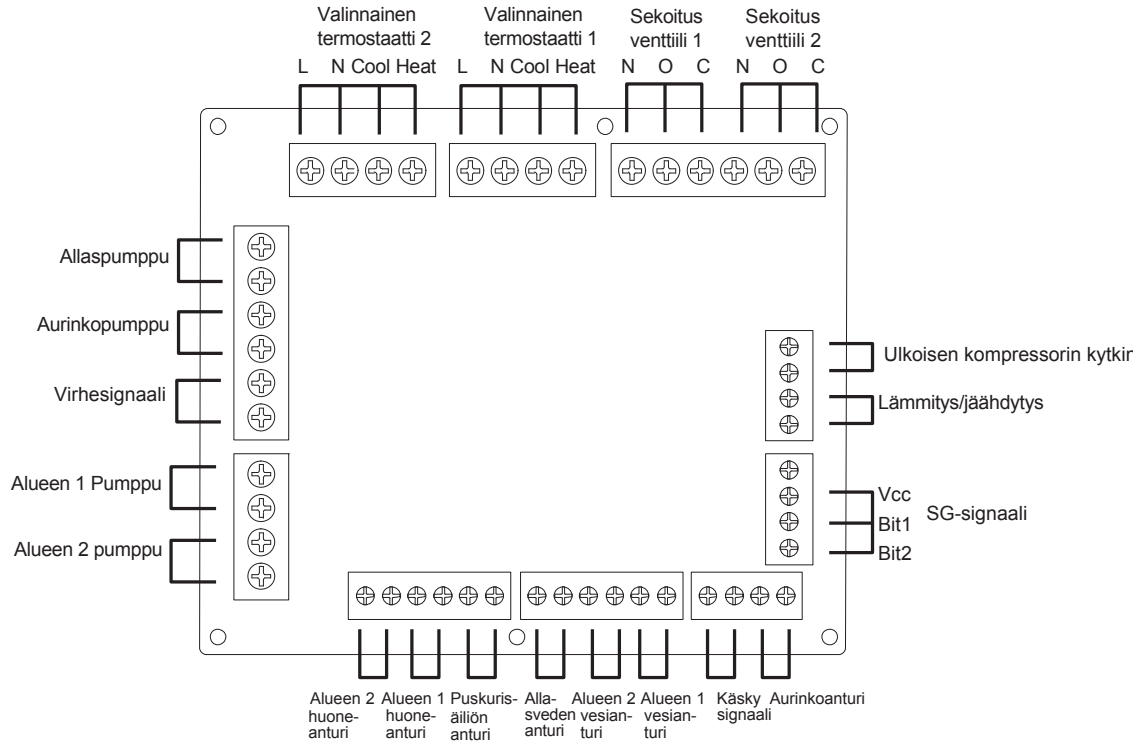 Valinnainen
termostaatti 2
Valinnainen
termostaatti 1
Sekoitus
venttiili 1
Sekoitus
venttiili 2
L N Cool Heat
L N Cool Heat
N O C
N O C
Allaspumppu
Aurinkopumppu
Virhesignaali
Alueen 1 Pumppu
Alueen 2 pumppu
Ulkoisen kompressorin kytkin
Lämmitys/jäähdytys
Vcc
Bit1
Bit2
SG-signaali
Alueen 2
huone-
anturi
Alueen 1
huone-
anturi
Puskuris-
äiliön
anturi
Alla-
sveden
anturi
Alueen 2
vesian-
turi
Alueen 1
vesian-
turi
Käsky
signaali
Aurinkoanturi